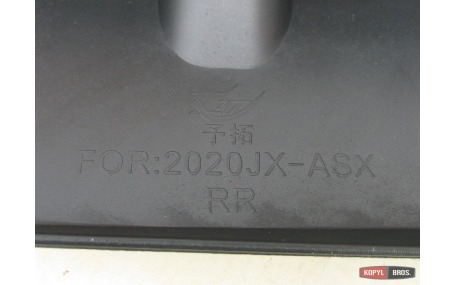 予拓
FOR:2020JX-ASX
RR
KOPYL BROS.